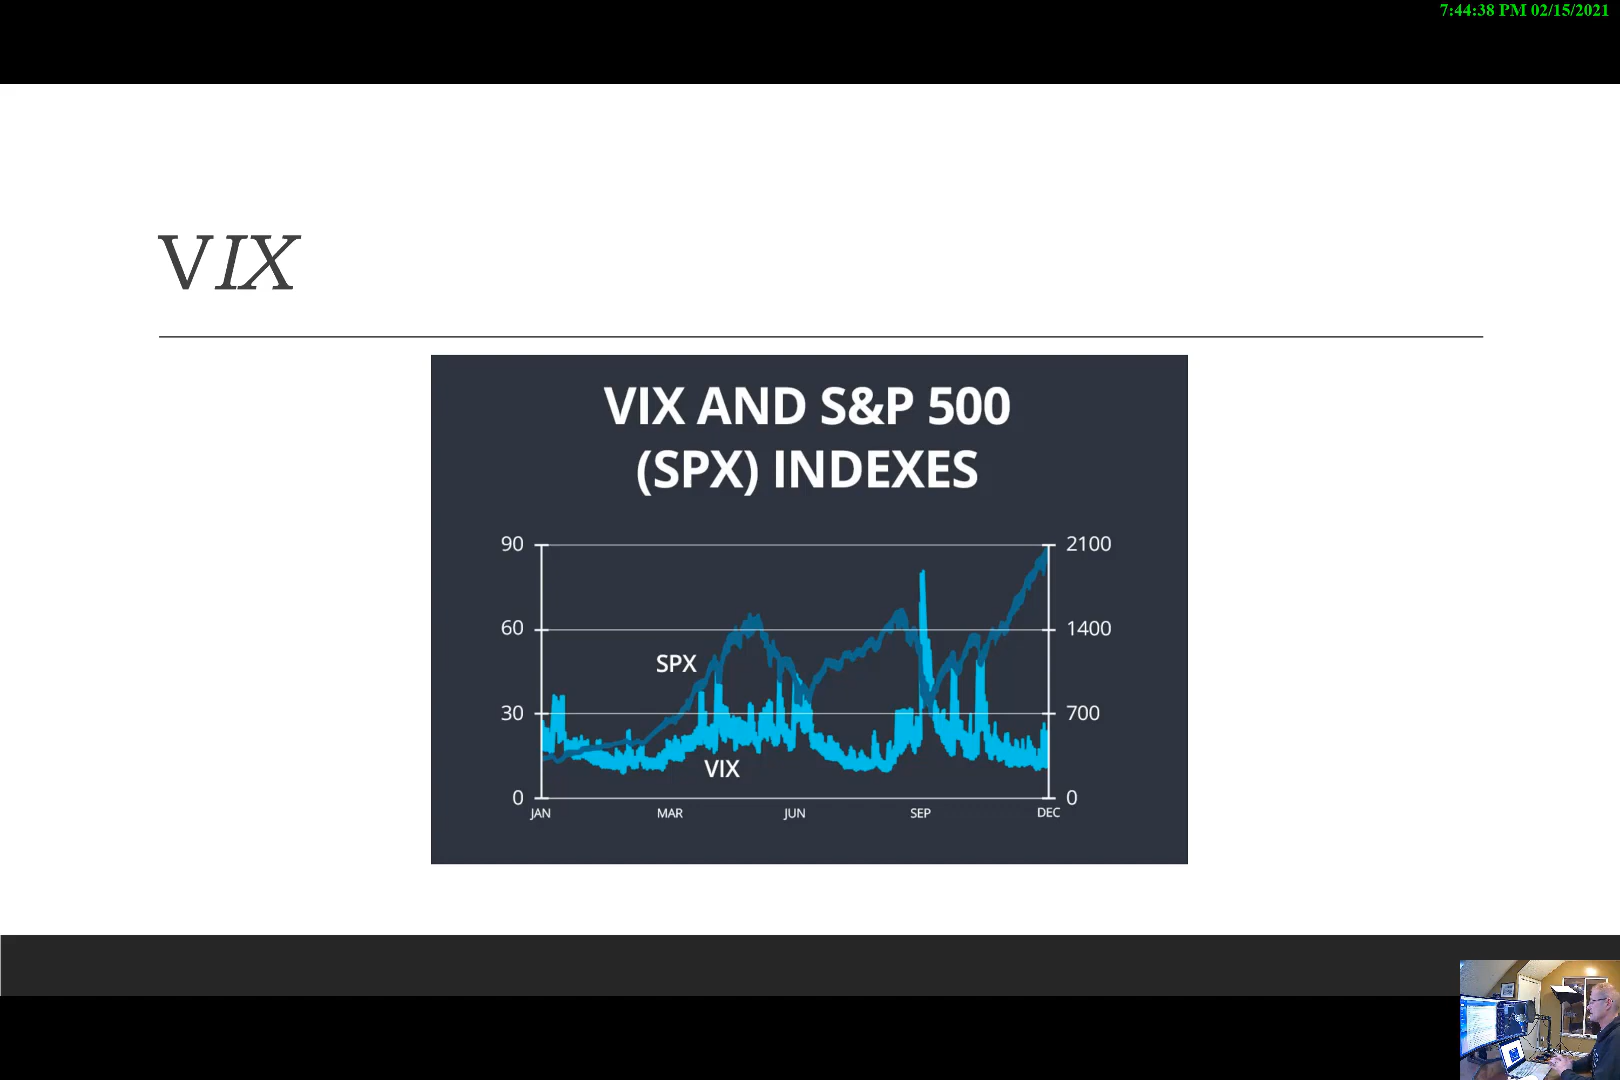 7:44:38 PM 02/15/2021
VIX
VIX AND S&P 500
(SPX) INDEXES
90 2100
60 1400
SPX
30 700
VIX
0 0
JAN MAR JUN SEP DEC